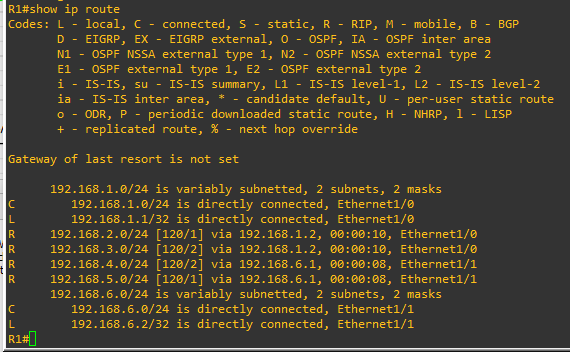 R1#show ip route
Codes: L - local, C - connected, S - static, R - RIP, M - mobile, B - BGP
       D - EIGRP, EX - EIGRP external, O - OSPF, IA - OSPF inter area
       N1 - OSPF NSSA external type 1, N2 - OSPF NSSA external type 2
       E1 - OSPF external type 1, E2 - OSPF external type 2
       i - IS-IS, su - IS-IS summary, L1 - IS-IS level-1, L2 - IS-IS level-2
       ia - IS-IS inter area, * - candidate default, U - per-user static route
       o - ODR, P - periodic downloaded static route, H - NHRP, l - LISP
       + - replicated route, % - next hop override
Gateway of last resort is not set
      192.168.1.0/24 is variably subnetted, 2 subnets, 2 masks
C        192.168.1.0/24 is directly connected, Ethernet1/0
L        192.168.1.1/32 is directly connected, Ethernet1/0
R     192.168.2.0/24 [120/1] via 192.168.1.2, 00:00:10, Ethernet1/0
R     192.168.3.0/24 [120/2] via 192.168.1.2, 00:00:10, Ethernet1/0
R     192.168.4.0/24 [120/2] via 192.168.6.1, 00:00:08, Ethernet1/1
R     192.168.5.0/24 [120/1] via 192.168.6.1, 00:00:08, Ethernet1/1
      192.168.6.0/24 is variably subnetted, 2 subnets, 2 masks
C        192.168.6.0/24 is directly connected, Ethernet1/1
L        192.168.6.2/32 is directly connected, Ethernet1/1
R1#